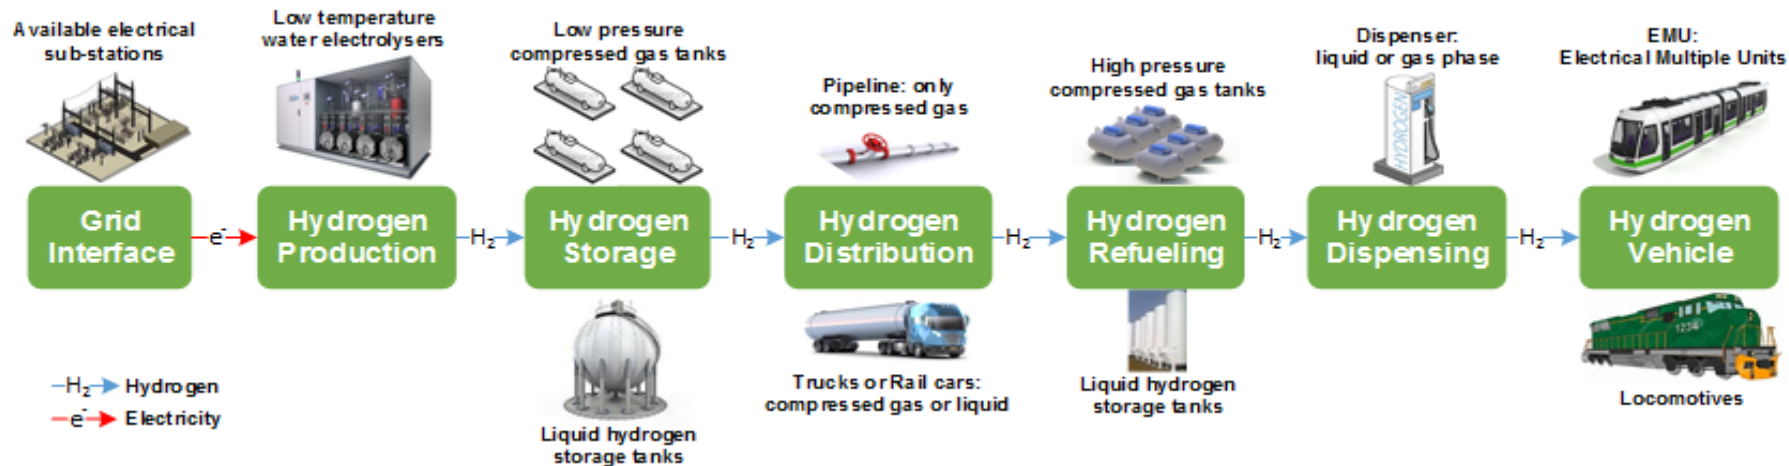 Available electrical
sub-stations
Low temperature
water electrolysers
Low pressure
compressed gas tanks
Pipeline: only
compressed gas
High pressure
compressed gas tanks
Dispenser:
liquid or gas phase
EMU:
Electrical Multiple Units
HYDROGEN
Grid
Interface
e-
Hydrogen
Production
H2
Hydrogen
Storage
H2
Hydrogen
Distribution
H2
Hydrogen
Refueling
H2
Hydrogen
Dispensing
H2
Hydrogen
Vehicle
1234
H2 Hydrogen
e- Electricity
Liquid hydrogen
storage tanks
Trucks or Rail cars:
compressed gas or liquid
Liquid hydrogen
storage tanks
Locomotives